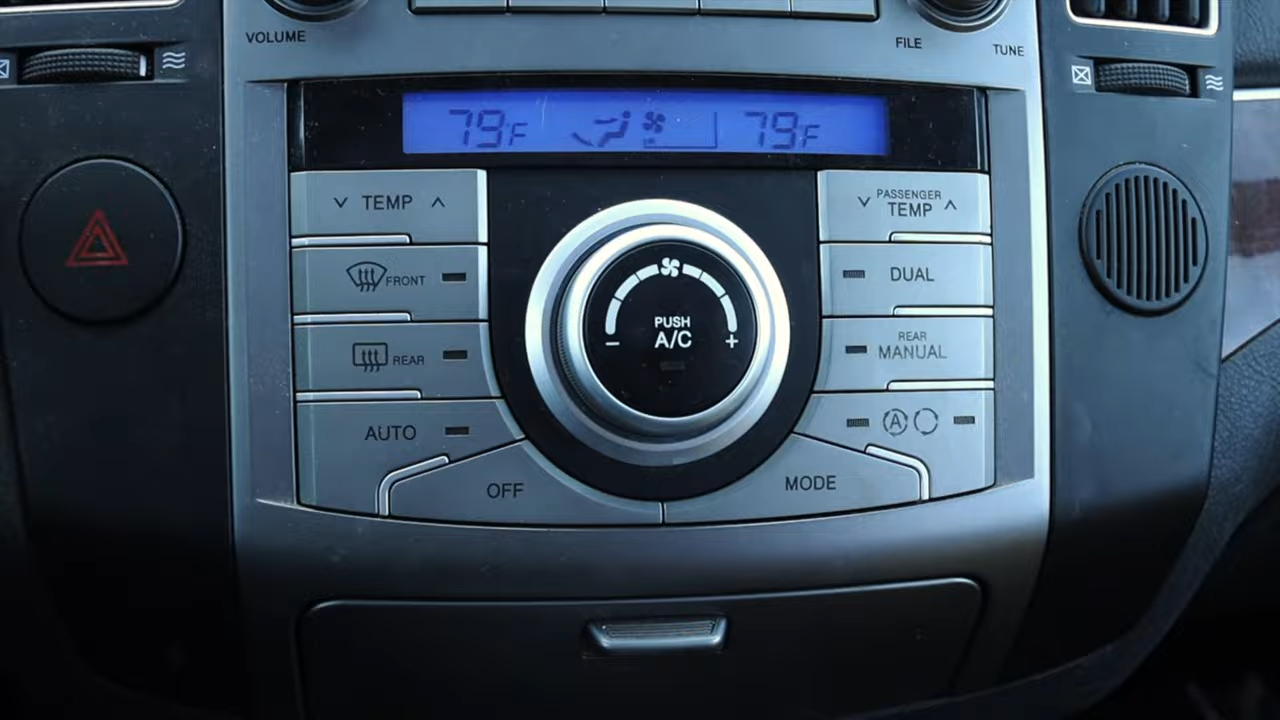 VOLUME
FILE
TUNE
79F
79F
TEMP
PASSENGER
TEMP
FRONT
DUAL
PUSH
A/C
- +
REAR
REAR
MANUAL
AUTO
A
OFF
MODE